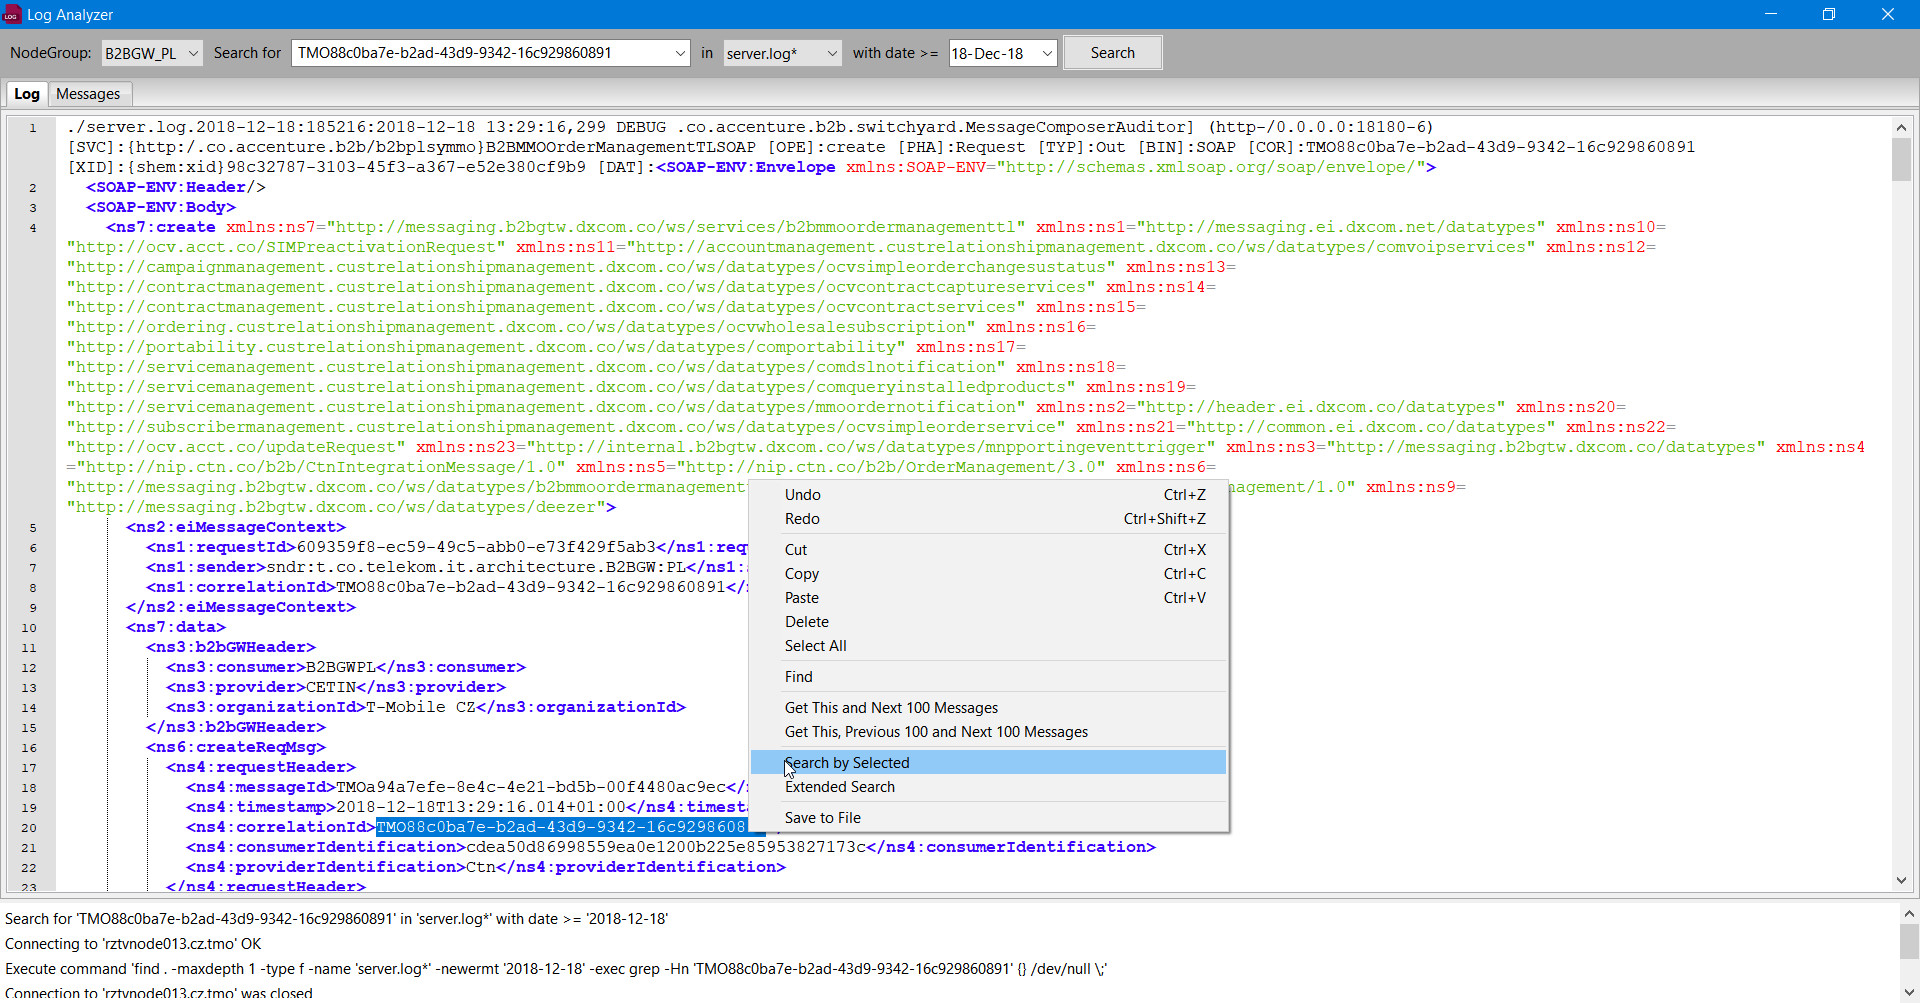 LOG Log Analyzer
NodeGroup: B2BGW_PL Search for TMO88c0ba7e-b2ad-43d9-9342-16c929860891 in server.log* with date >= 18-Dec-18 Search
Log Messages
1 ./server.log.2018-12-18:185216:2018-12-18 13:29:16,299 DEBUG .co.accenture.b2b.switchyard.MessageComposerAuditor] (http-/0.0.0.0:18180-6)
[SVC]:{http:/.co.accenture.b2b/b2bplsymmo}B2BMMOOrderManagementTLSOAP [OPE]:create [PHA]:Request [TYP]:Out [BIN]:SOAP [COR]:TMO88c0ba7e-b2ad-43d9-9342-16c929860891
[XID]:{shem:xid}98c32787-3103-45f3-a367-e52e380cf9b9 [DAT]:<SOAP-ENV:Envelope xmlns:SOAP-ENV="http://schemas.xmlsoap.org/soap/envelope/">
2 <SOAP-ENV:Header/>
3 <SOAP-ENV:Body>
4 <ns7:create xmlns:ns7="http://messaging.b2bgtw.dxcom.co/ws/services/b2bmmoordermanagementtl" xmlns:ns1="http://messaging.ei.dxcom.net/datatypes" xmlns:ns10=
"http://ocv.acct.co/SIMPreactivationRequest" xmlns:ns11="http://accountmanagement.custrelationshipmanagement.dxcom.co/ws/datatypes/comvoipservices" xmlns:ns12=
"http://campaignmanagement.custrelationshipmanagement.dxcom.co/ws/datatypes/ocvsimpleorderchangesustatus" xmlns:ns13=
"http://contractmanagement.custrelationshipmanagement.dxcom.co/ws/datatypes/ocvcontractcaptureservices" xmlns:ns14=
"http://contractmanagement.custrelationshipmanagement.dxcom.co/ws/datatypes/ocvcontractservices" xmlns:ns15=
"http://ordering.custrelationshipmanagement.dxcom.co/ws/datatypes/ocvwholesalesubscription" xmlns:ns16=
"http://portability.custrelationshipmanagement.dxcom.co/ws/datatypes/comportability" xmlns:ns17=
"http://servicemanagement.custrelationshipmanagement.dxcom.co/ws/datatypes/comdslnotification" xmlns:ns18=
"http://servicemanagement.custrelationshipmanagement.dxcom.co/ws/datatypes/comqueryinstalledproducts" xmlns:ns19=
"http://servicemanagement.custrelationshipmanagement.dxcom.co/ws/datatypes/mmoordernotification" xmlns:ns2="http://header.ei.dxcom.co/datatypes" xmlns:ns20=
"http://subscribermanagement.custrelationshipmanagement.dxcom.co/ws/datatypes/ocvsimpleorderservice" xmlns:ns21="http://common.ei.dxcom.co/datatypes" xmlns:ns22=
"http://ocv.acct.co/updateRequest" xmlns:ns23="http://internal.b2bgtw.dxcom.co/ws/datatypes/mnpportingeventtrigger" xmlns:ns3="http://messaging.b2bgtw.dxcom.co/datatypes" xmlns:ns4
="http://nip.ctn.co/b2b/CtnIntegrationMessage/1.0" xmlns:ns5="http://nip.ctn.co/b2b/OrderManagement/3.0" xmlns:ns6=
"http://messaging.b2bgtw.dxcom.co/ws/datatypes/b2bmmoordermanagement nagement/1.0" xmlns:ns9=
"http://messaging.b2bgtw.dxcom.co/ws/datatypes/deezer">
5 <ns2:eiMessageContext>
6 <ns1:requestId>609359f8-ec59-49c5-abb0-e73f429f5ab3</ns1:req
7 <ns1:sender>sndr:t.co.telekom.it.architecture.B2BGW:PL</ns1:
8 <ns1:correlationId>TMO88c0ba7e-b2ad-43d9-9342-16c929860891</
9 </ns2:eiMessageContext>
10 <ns7:data>
11 <ns3:b2bGWHeader>
12 <ns3:consumer>B2BGWPL</ns3:consumer>
13 <ns3:provider>CETIN</ns3:provider>
14 <ns3:organizationId>T-Mobile CZ</ns3:organizationId>
15 </ns3:b2bGWHeader>
16 <ns6:createReqMsg>
17 <ns4:requestHeader>
18 <ns4:messageId>TMOa94a7efe-8e4c-4e21-bd5b-00f4480ac9ec</
19 <ns4:timestamp>2018-12-18T13:29:16.014+01:00</ns4:timest
20 <ns4:correlationId>TMO88c0ba7e-b2ad-43d9-9342-16c9298608
21 <ns4:consumerIdentification>cdea50d86998559ea0e1200b225e85953827173c</ns4:consumerIdentification>
22 <ns4:providerIdentification>Ctn</ns4:providerIdentification>
23 </ns4:requestHeader>
Undo Ctrl+Z
Redo Ctrl+Shift+Z
Cut Ctrl+X
Copy Ctrl+C
Paste Ctrl+V
Delete
Select All
Find
Get This and Next 100 Messages
Get This, Previous 100 and Next 100 Messages
Search by Selected
Extended Search
Save to File
Search for 'TMO88c0ba7e-b2ad-43d9-9342-16c929860891' in 'server.log*' with date >= '2018-12-18'
Connecting to 'rztvnode013.cz.tmo' OK
Execute command 'find . -maxdepth 1 -type f -name 'server.log*' -newermt '2018-12-18' -exec grep -Hn 'TMO88c0ba7e-b2ad-43d9-9342-16c929860891' {} /dev/null \;'
Connection to 'rztvnode013.cz.tmo' was closed